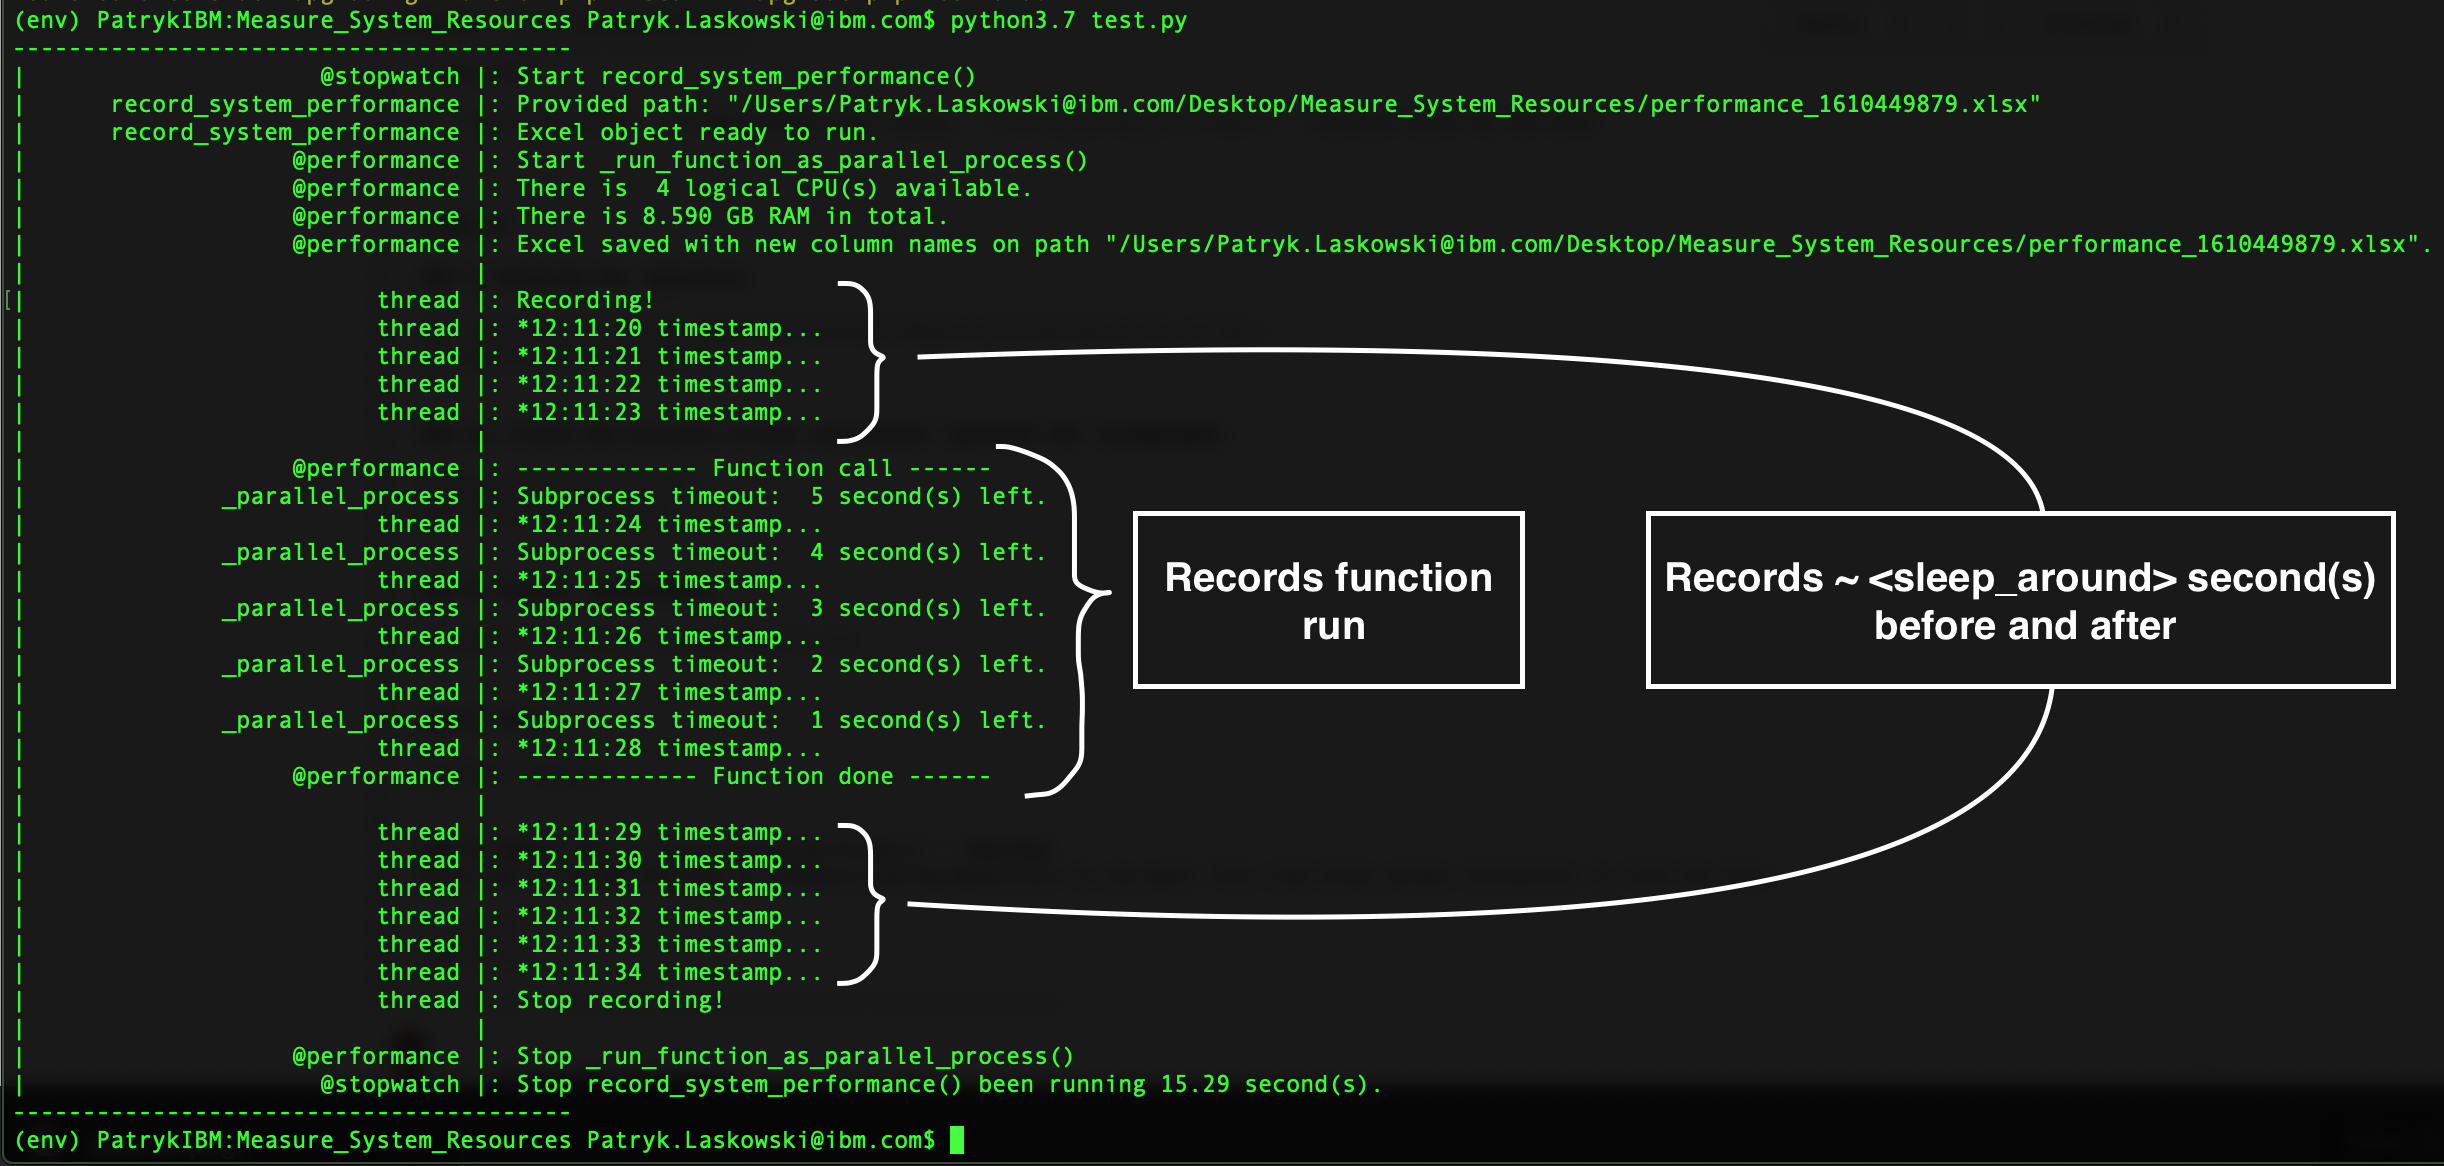 (env) PatrykIBM:Measure_System_Resources Patryk.Laskowski@ibm.com$ python3.7 test.py
----------------------------------------
| @stopwatch |: Start record_system_performance()
| record_system_performance |: Provided path: "/Users/Patryk.Laskowski@ibm.com/Desktop/Measure_System_Resources/performance_1610449879.xlsx"
| record_system_performance |: Excel object ready to run.
| @performance |: Start _run_function_as_parallel_process()
| @performance |: There is  4 logical CPU(s) available.
| @performance |: There is 8.590 GB RAM in total.
| @performance |: Excel saved with new column names on path "/Users/Patryk.Laskowski@ibm.com/Desktop/Measure_System_Resources/performance_1610449879.xlsx".
| |
[| thread |: Recording!
| thread |: *12:11:20 timestamp...
| thread |: *12:11:21 timestamp...
| thread |: *12:11:22 timestamp...
| thread |: *12:11:23 timestamp...
| |
| @performance |: ------------- Function call ------
| _parallel_process |: Subprocess timeout:  5 second(s) left.
| thread |: *12:11:24 timestamp...
| _parallel_process |: Subprocess timeout:  4 second(s) left.
| thread |: *12:11:25 timestamp...
| _parallel_process |: Subprocess timeout:  3 second(s) left.
| thread |: *12:11:26 timestamp...
| _parallel_process |: Subprocess timeout:  2 second(s) left.
| thread |: *12:11:27 timestamp...
| _parallel_process |: Subprocess timeout:  1 second(s) left.
| thread |: *12:11:28 timestamp...
| @performance |: ------------- Function done ------
| |
| thread |: *12:11:29 timestamp...
| thread |: *12:11:30 timestamp...
| thread |: *12:11:31 timestamp...
| thread |: *12:11:32 timestamp...
| thread |: *12:11:33 timestamp...
| thread |: *12:11:34 timestamp...
| thread |: Stop recording!
| |
| @performance |: Stop _run_function_as_parallel_process()
| @stopwatch |: Stop record_system_performance() been running 15.29 second(s).
----------------------------------------
(env) PatrykIBM:Measure_System_Resources Patryk.Laskowski@ibm.com$
Records function
run
Records ~ <sleep_around> second(s)
before and after